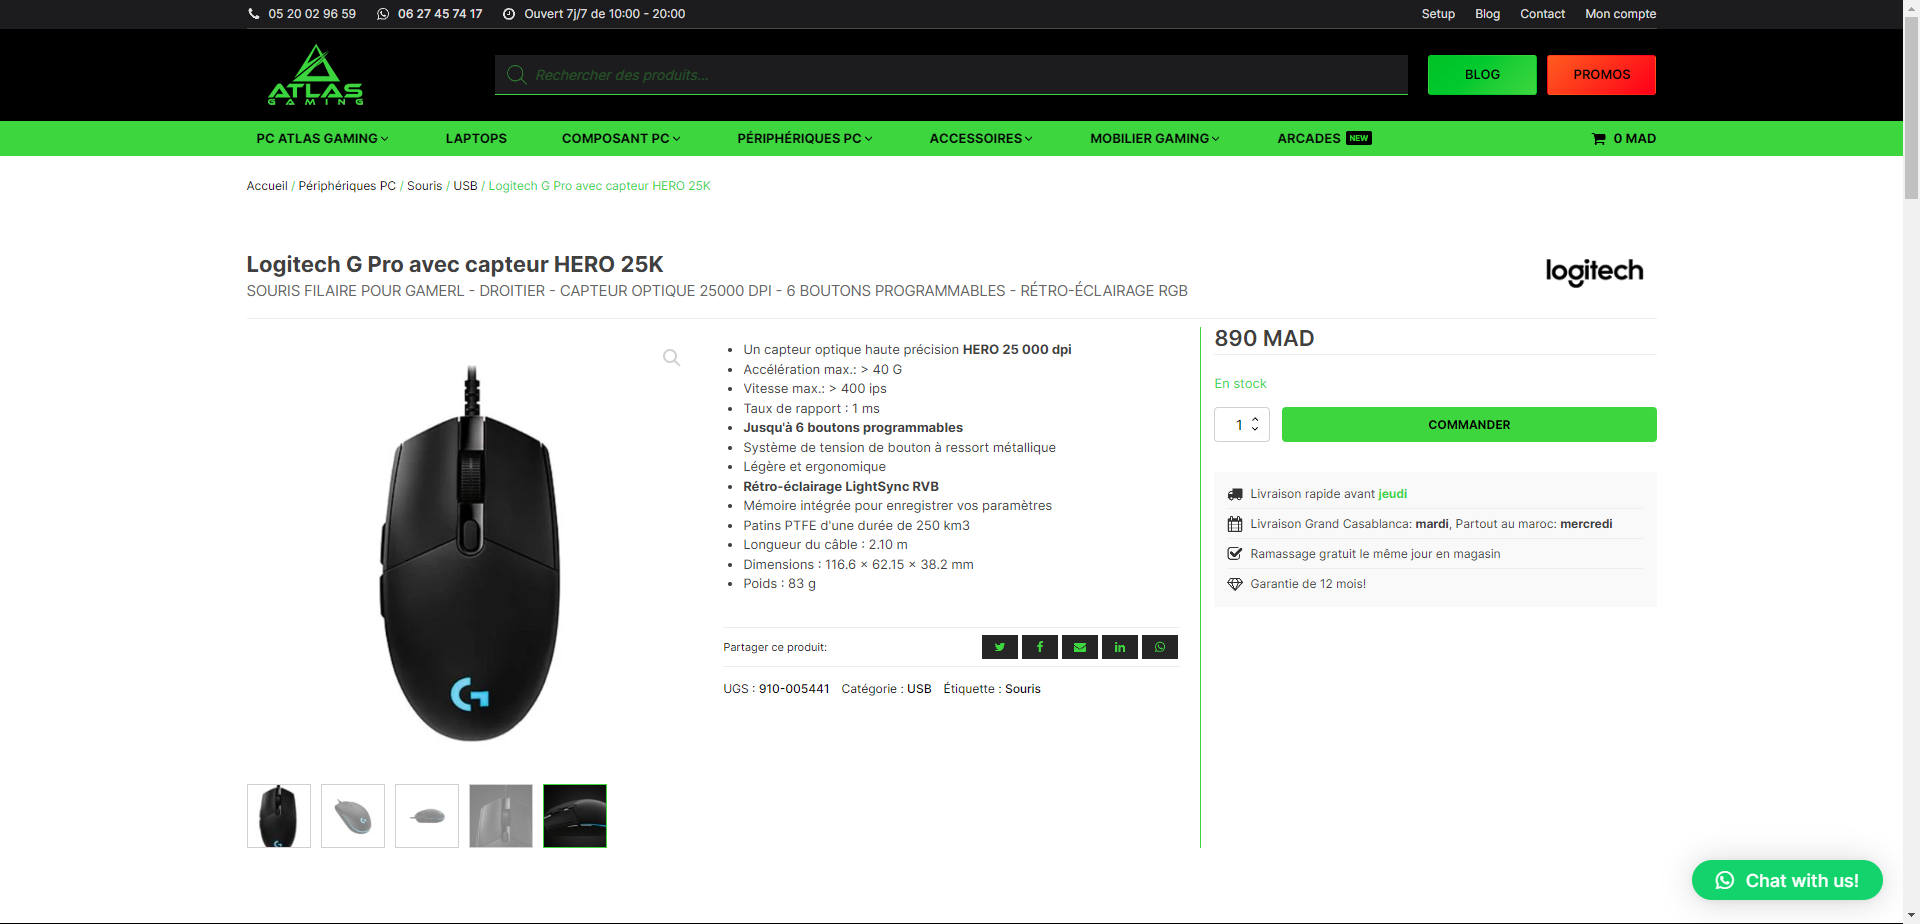 05 20 02 96 59 06 27 45 74 17 Ouvert 7j/7 de 10:00 - 20:00 Setup Blog Contact Mon compte
ATLAS
GAMING
Rechercher des produits...
BLOG
PROMOS
PC ATLAS GAMING LAPTOPS COMPOSANT PC PÉRIPHÉRIQUES PC ACCESSOIRES MOBILIER GAMING ARCADES NEW 0 MAD
Accueil / Périphériques PC / Souris / USB / Logitech G Pro avec capteur HERO 25K
Logitech G Pro avec capteur HERO 25K
SOURIS FILAIRE POUR GAMERL - DROITIER - CAPTEUR OPTIQUE 25000 DPI - 6 BOUTONS PROGRAMMABLES - RÉTRO-ÉCLAIRAGE RGB
logitech
Un capteur optique haute précision HERO 25 000 dpi
Accélération max.: > 40 G
Vitesse max.: > 400 ips
Taux de rapport : 1 ms
Jusqu'à 6 boutons programmables
Système de tension de bouton à ressort métallique
Légère et ergonomique
Rétro-éclairage LightSync RVB
Mémoire intégrée pour enregistrer vos paramètres
Patins PTFE d'une durée de 250 km3
Longueur du câble : 2.10 m
Dimensions : 116.6 × 62.15 × 38.2 mm
Poids : 83 g
Partager ce produit:
UGS : 910-005441 Catégorie : USB Étiquette : Souris
890 MAD
En stock
1
COMMANDER
Livraison rapide avant jeudi
Livraison Grand Casablanca: mardi, Partout au maroc: mercredi
Ramassage gratuit le même jour en magasin
Garantie de 12 mois!
Chat with us!